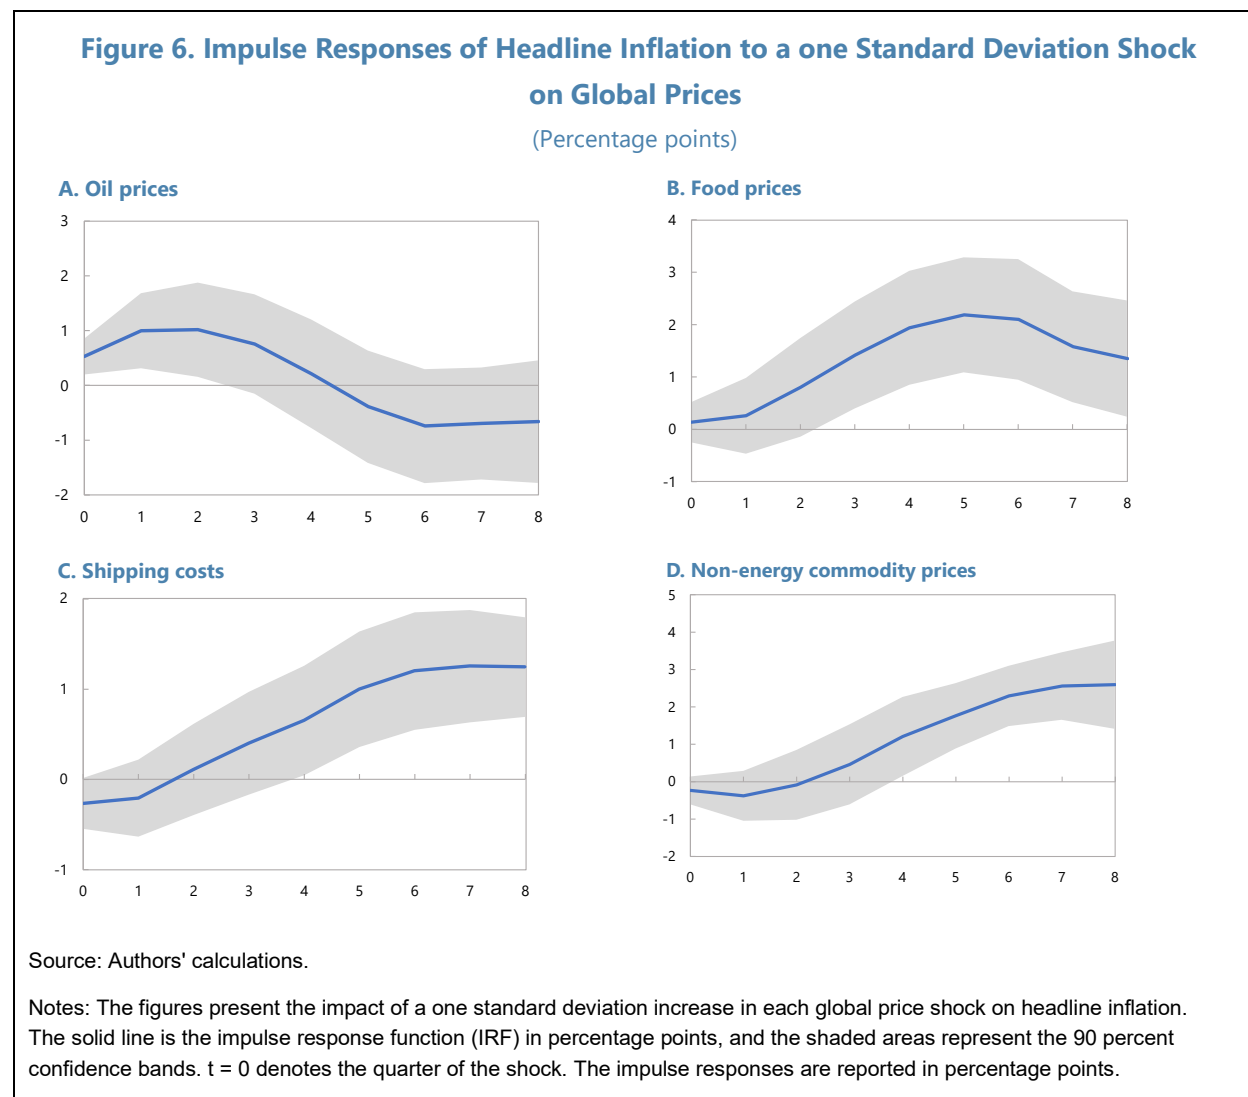 Figure 6. Impulse Responses of Headline Inflation to a one Standard Deviation Shock
on Global Prices
(Percentage points)
A. Oil prices
3
2
1
0
-1
-2
0 1 2 3 4 5 6 7 8
B. Food prices
4
3
2
1
0
-1
0 1 2 3 4 5 6 7 8
C. Shipping costs
2
1
0
-1
0 1 2 3 4 5 6 7 8
D. Non-energy commodity prices
5
4
3
2
1
0
-1
-2
0 1 2 3 4 5 6 7 8
Source: Authors' calculations.
Notes: The figures present the impact of a one standard deviation increase in each global price shock on headline inflation.
The solid line is the impulse response function (IRF) in percentage points, and the shaded areas represent the 90 percent
confidence bands. t = 0 denotes the quarter of the shock. The impulse responses are reported in percentage points.